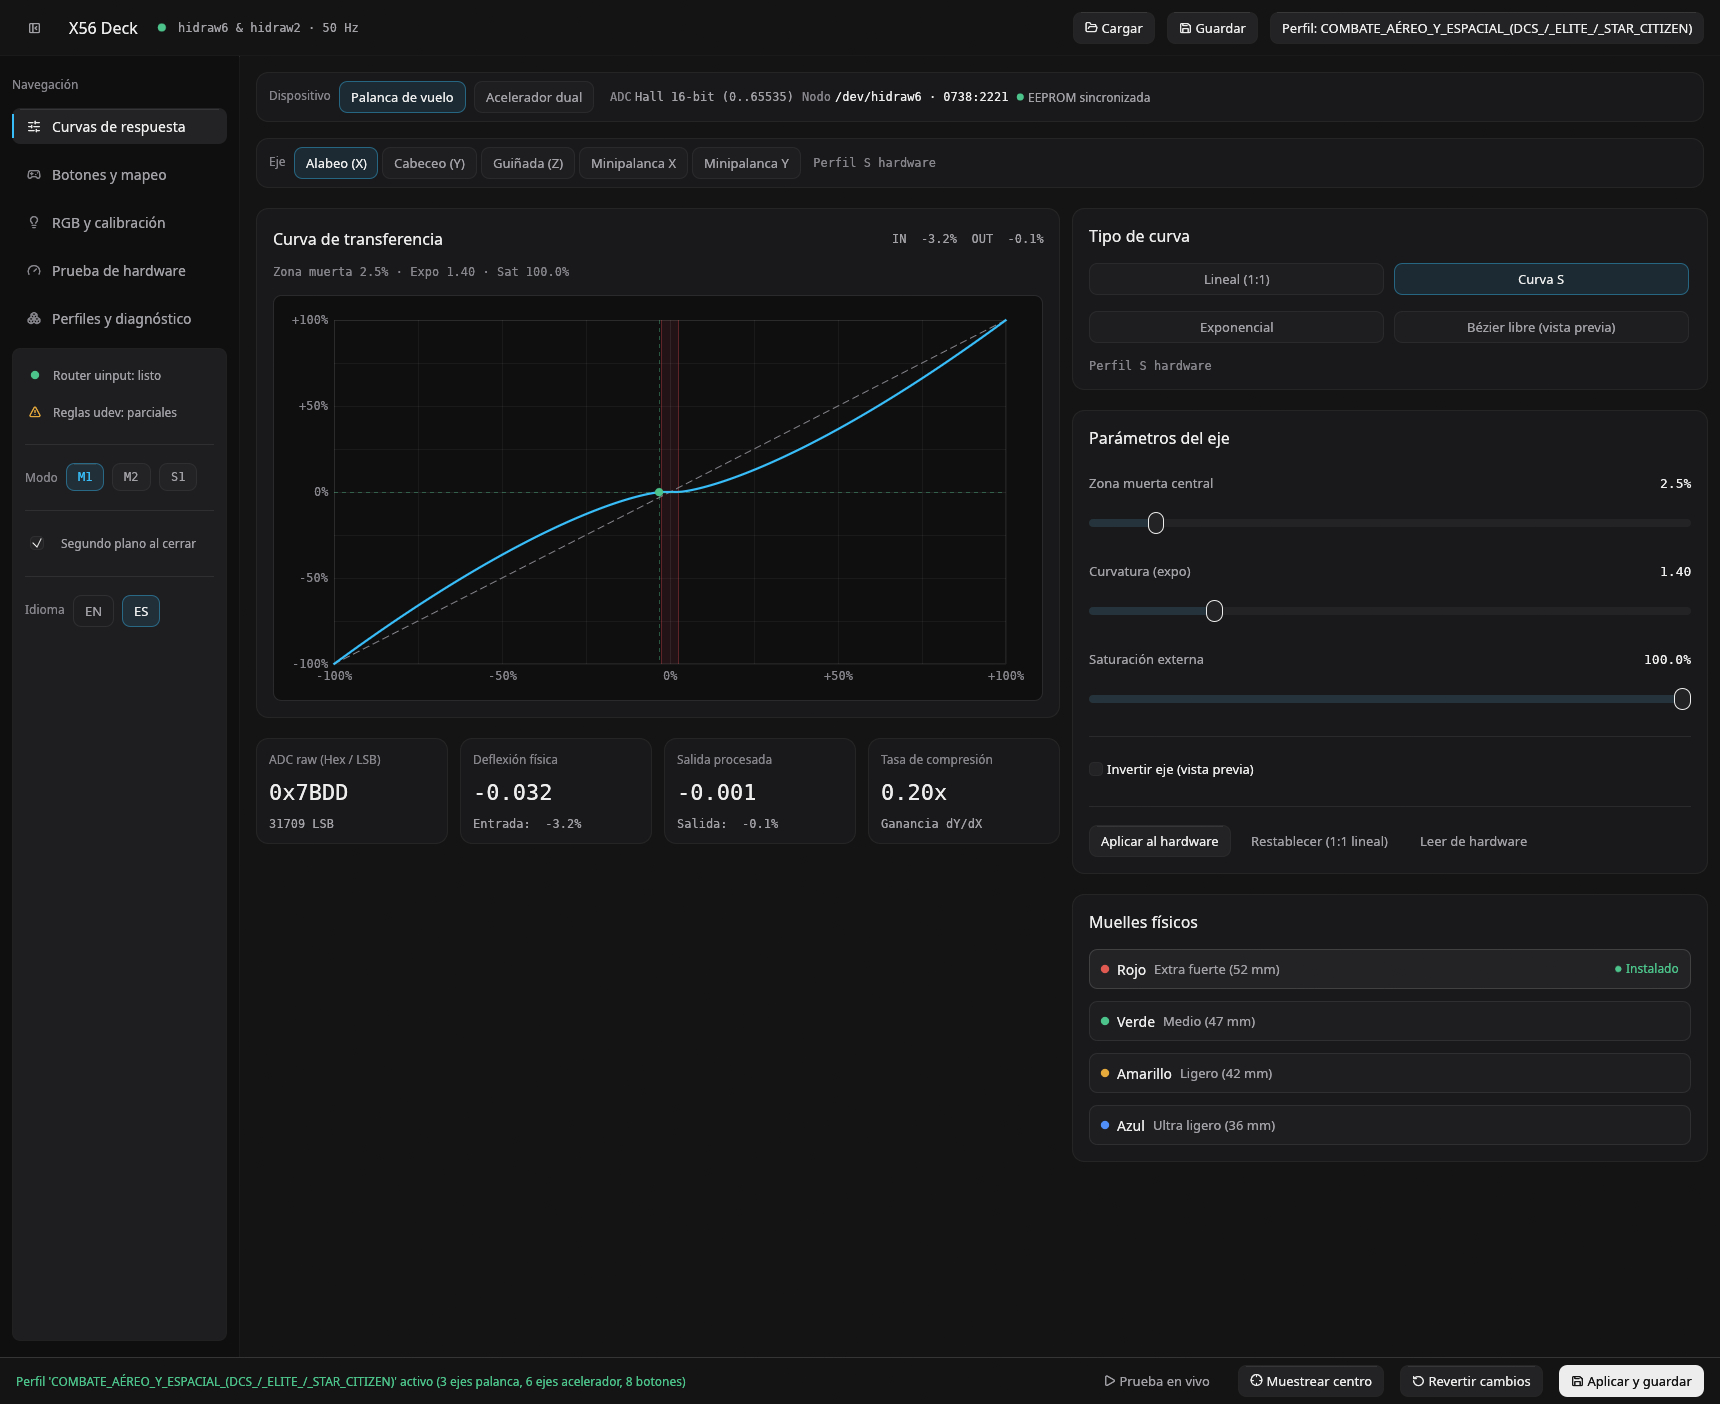 X56 Deck
hidraw6 & hidraw2 · 50 Hz
Cargar
Guardar
Perfil: COMBATE_AÉREO_Y_ESPACIAL_(DCS_/_ELITE_/_STAR_CITIZEN)
Navegación
Curvas de respuesta
Botones y mapeo
RGB y calibración
Prueba de hardware
Perfiles y diagnóstico
Router uinput: listo
Reglas udev: parciales
Modo M1 M2 S1
Segundo plano al cerrar
Idioma EN ES
Dispositivo Palanca de vuelo Acelerador dual ADC Hall 16-bit (0..65535) Nodo /dev/hidraw6 · 0738:2221 EEPROM sincronizada
Eje Alabeo (X) Cabeceo (Y) Guiñada (Z) Minipalanca X Minipalanca Y Perfil S hardware
Curva de transferencia
IN -3.2% OUT -0.1%
Zona muerta 2.5% · Expo 1.40 · Sat 100.0%
+100%
+50%
0%
-50%
-100%
-100% -50% 0% +50% +100%
ADC raw (Hex / LSB)
0x7BDD
31709 LSB
Deflexión física
-0.032
Entrada: -3.2%
Salida procesada
-0.001
Salida: -0.1%
Tasa de compresión
0.20x
Ganancia dY/dX
Tipo de curva
Lineal (1:1)
Curva S
Exponencial
Bézier libre (vista previa)
Perfil S hardware
Parámetros del eje
Zona muerta central 2.5%
Curvatura (expo) 1.40
Saturación externa 100.0%
Invertir eje (vista previa)
Aplicar al hardware
Restablecer (1:1 lineal)
Leer de hardware
Muelles físicos
Rojo Extra fuerte (52 mm) Instalado
Verde Medio (47 mm)
Amarillo Ligero (42 mm)
Azul Ultra ligero (36 mm)
Perfil 'COMBATE_AÉREO_Y_ESPACIAL_(DCS_/_ELITE_/_STAR_CITIZEN)' activo (3 ejes palanca, 6 ejes acelerador, 8 botones)
Prueba en vivo
Muestrear centro
Revertir cambios
Aplicar y guardar